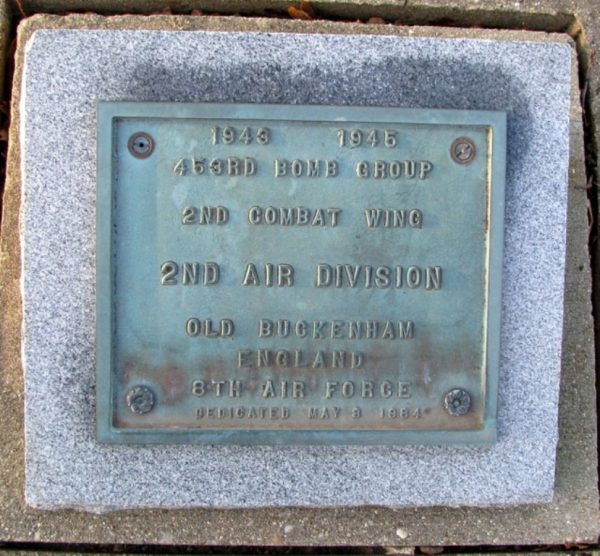 1943 1945
453RD BOMB GROUP
2ND COMBAT WING
2ND AIR DIVISION
OLD BUCKENHAM
ENGLAND
8TH AIR FORCE
DEDICATED MAY 9 1984